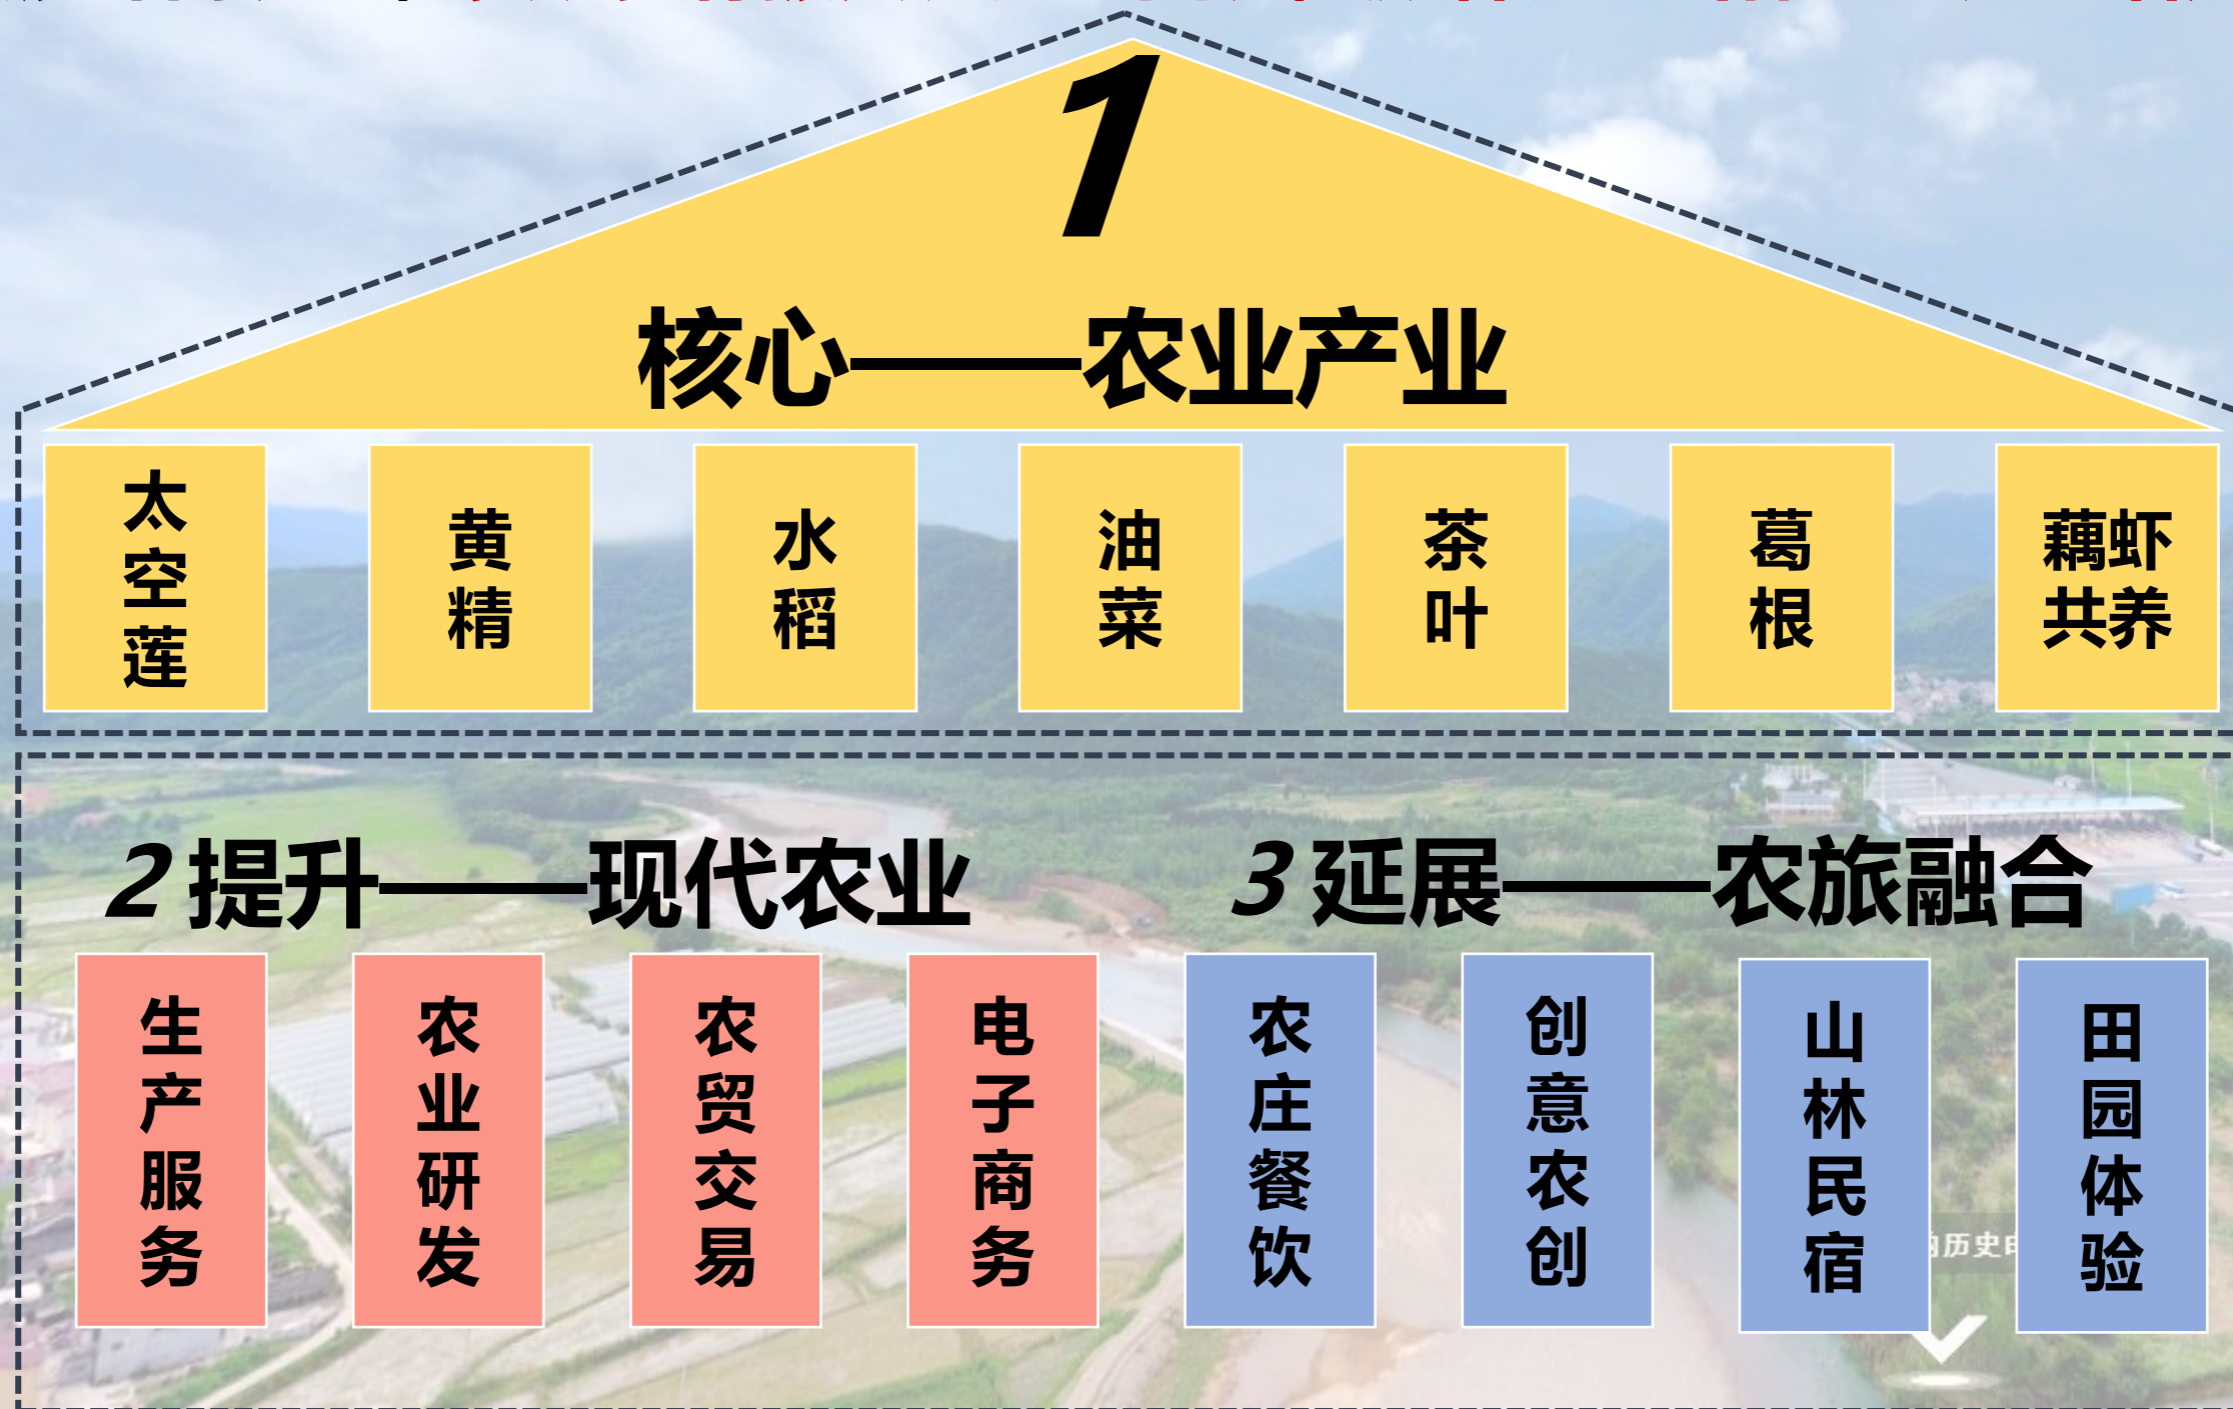 1
核心——农业产业
太空莲
黄精
水稻
油菜
茶叶
葛根
藕虾
共养
2提升——现代农业
3延展——农旅融合
生产服务
农业研发
农贸交易
电子商务
农庄餐饮
创意农创
山林民宿
田园体验
历史